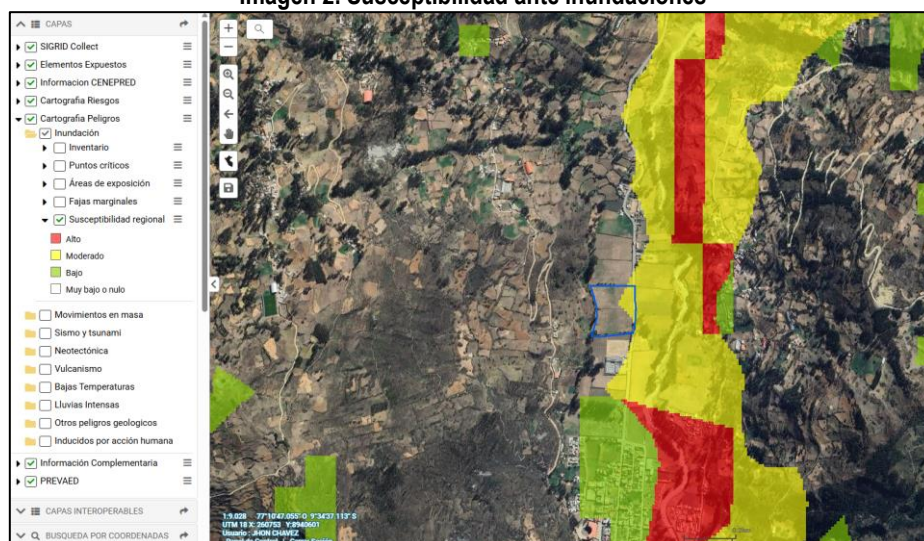 Imagen 2. Susceptibilidad ante inundaciones
CAPAS
SIGRID Collect
Elementos Expuestos
Informacion CENEPRED
Cartografia Riesgos
Cartografia Peligros
Inundación
Inventario
Puntos críticos
Áreas de exposición
Fajas marginales
Susceptibilidad regional
Alto
Moderado
Bajo
Muy bajo o nulo
Movimientos en masa
Sismo y tsunami
Neotectónica
Vulcanismo
Bajas Temperaturas
Lluvias Intensas
Otros peligros geologicos
Inducidos por acción humana
Información Complementaria
PREVAED
CAPAS INTEROPERABLES
BUSQUEDA POR COORDENADAS
1:9.028 77°10'47.055" O 9°34'37.113" S
UTM 18 X: 260753 Y:8940601
Usuario : JHON CHAVEZ